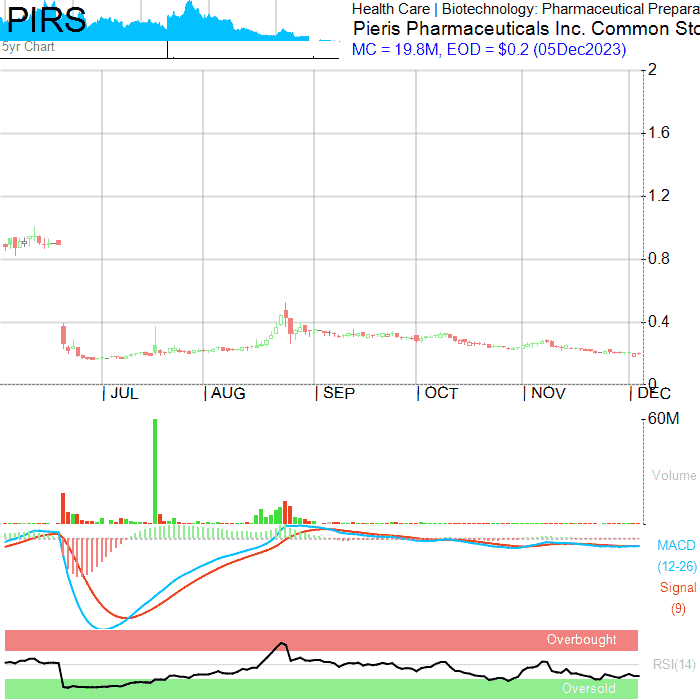 PIRS
5yr Chart
Health Care | Biotechnology: Pharmaceutical Prepara
Pieris Pharmaceuticals Inc. Common Sto
MC = 19.8M, EOD = $0.2 (05Dec2023)
2
1.6
1.2
0.8
0.4
0
JUL AUG SEP OCT NOV DEC
60M
Volume
MACD
(12-26)
Signal
(9)
Overbought
RSI(14)
Oversold